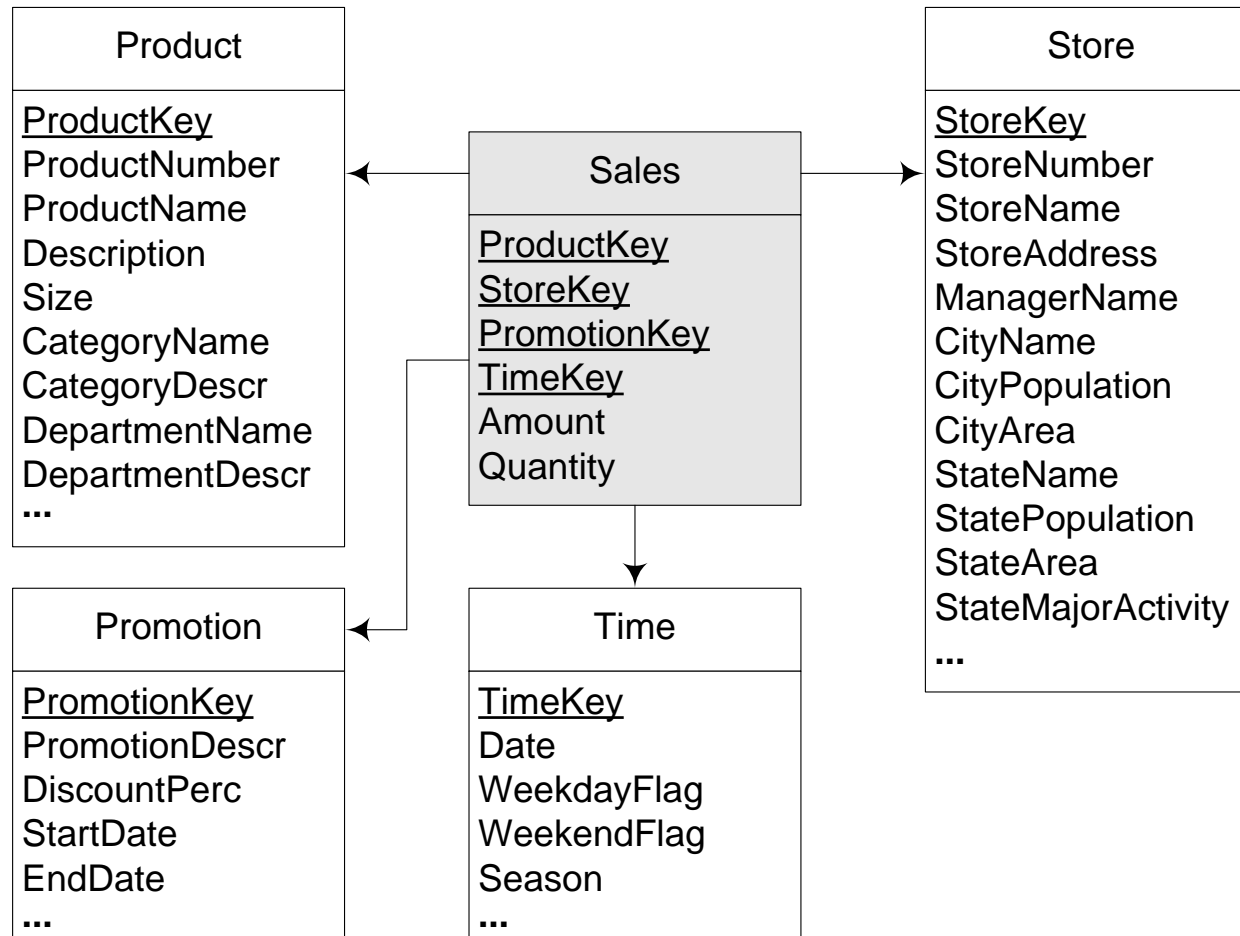 Product
ProductKey
ProductNumber
ProductName
Description
Size
CategoryName
CategoryDescr
DepartmentName
DepartmentDescr
...
Sales
ProductKey
StoreKey
PromotionKey
TimeKey
Amount
Quantity
Store
StoreKey
StoreNumber
StoreName
StoreAddress
ManagerName
CityName
CityPopulation
CityArea
StateName
StatePopulation
StateArea
StateMajorActivity
...
Promotion
PromotionKey
PromotionDescr
DiscountPerc
StartDate
EndDate
...
Time
TimeKey
Date
WeekdayFlag
WeekendFlag
Season
...